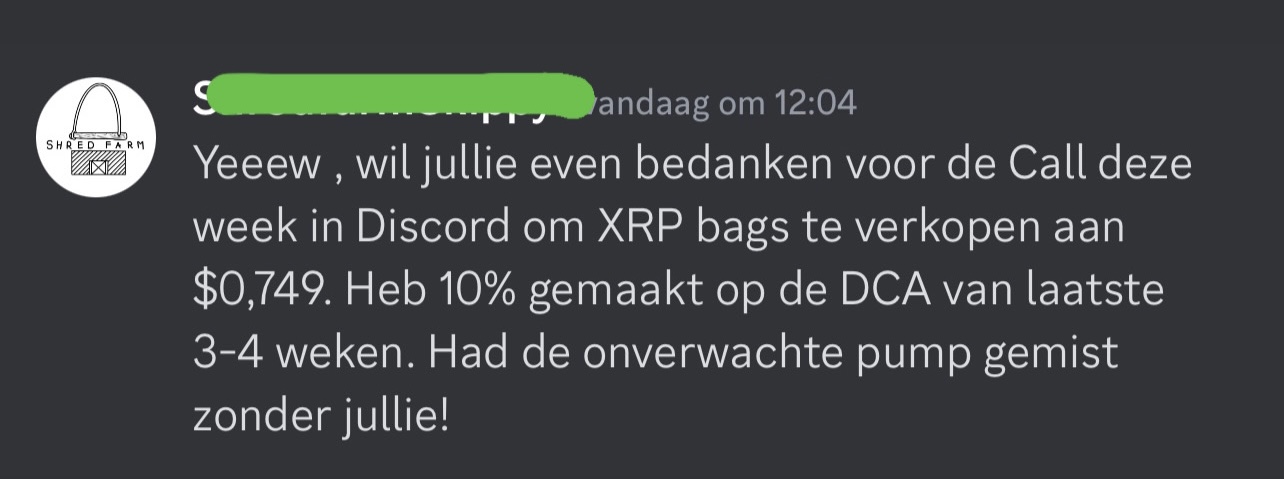 SHRED FARM
andaag om 12:04
Yeeew , wil jullie even bedanken voor de Call deze
week in Discord om XRP bags te verkopen aan
$0,749. Heb 10% gemaakt op de DCA van laatste
3-4 weken. Had de onverwachte pump gemist
zonder jullie!